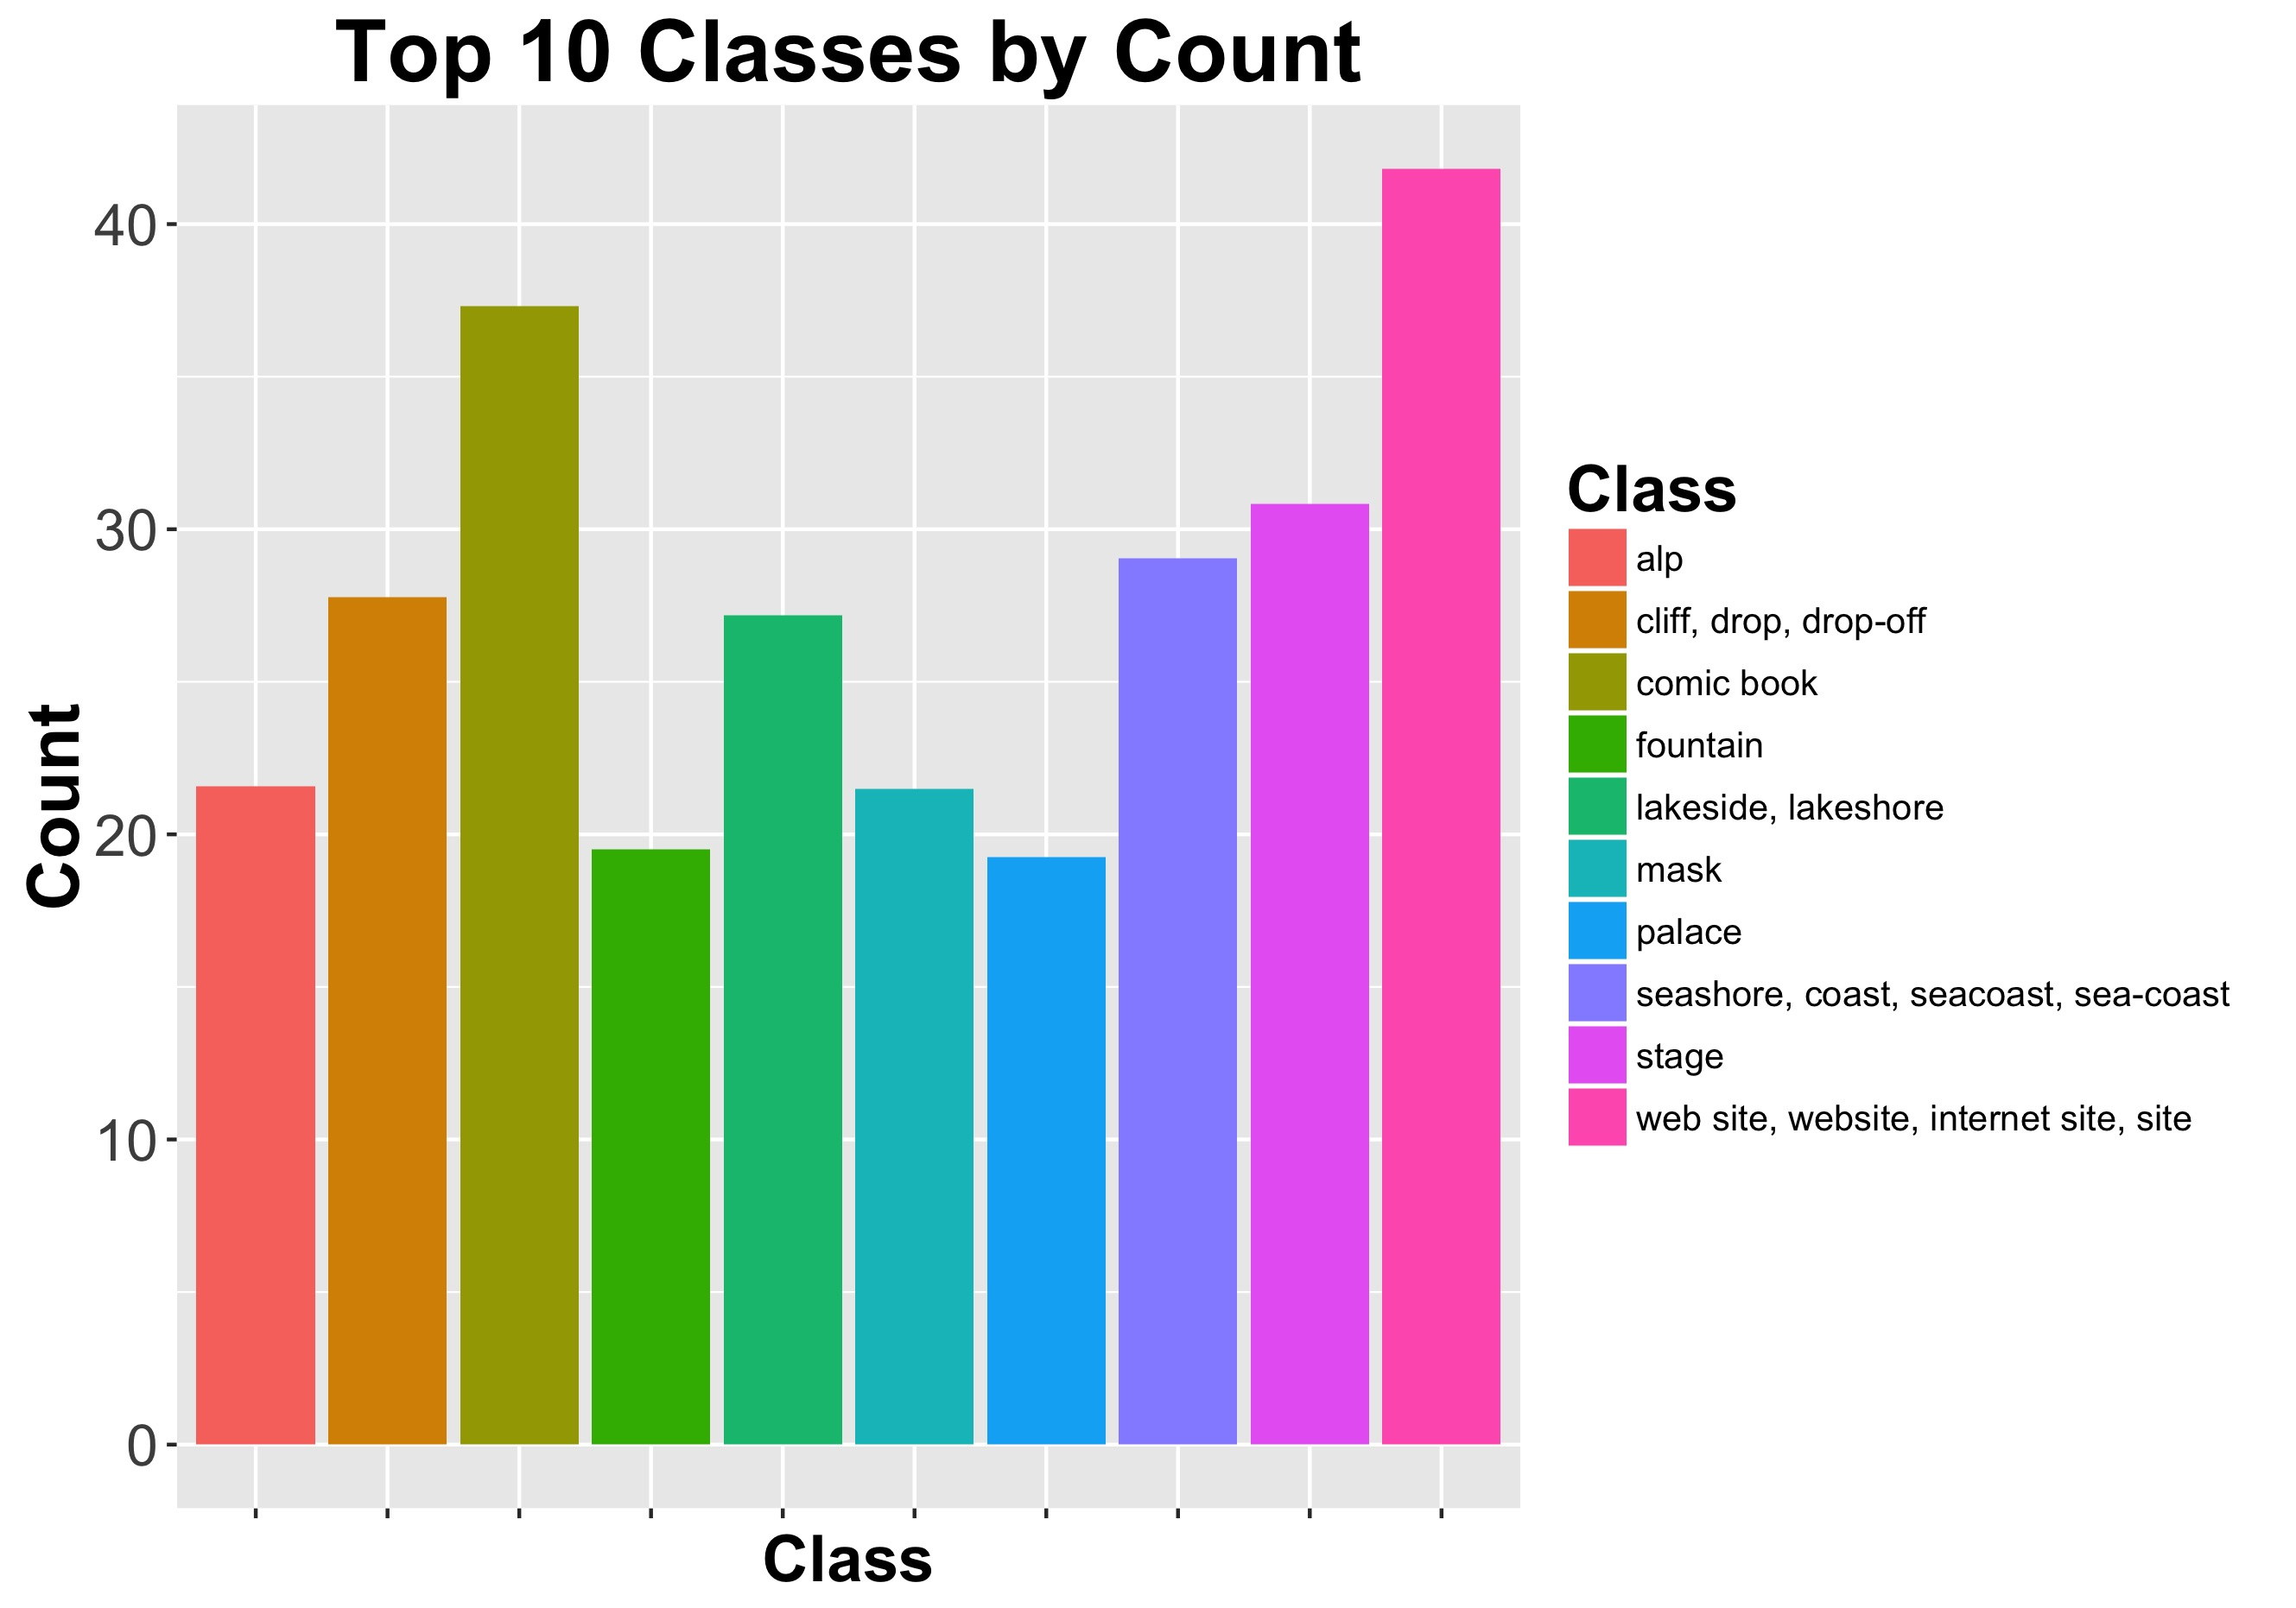 Top 10 Classes by Count
Count
40
30
20
10
0
Class
Class
alp
cliff, drop, drop-off
comic book
fountain
lakeside, lakeshore
mask
palace
seashore, coast, seacoast, sea-coast
stage
web site, website, internet site, site